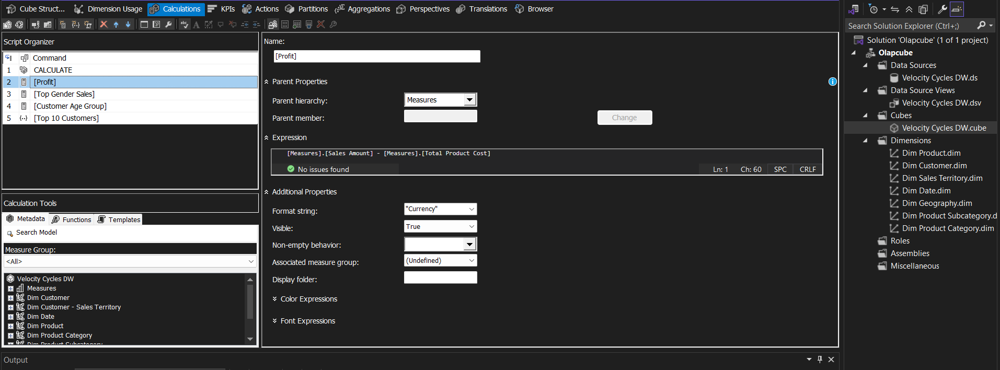 Cube Struct... Dimension Usage Calculations KPIs Actions Partitions Aggregations Perspectives Translations Browser
Script Organizer
Command
1 CALCULATE
2 [Profit]
3 [Top Gender Sales]
4 [Customer Age Group]
5 [Top 10 Customers]
Calculation Tools
Metadata Functions Templates
Search Model
Measure Group:
<All>
Velocity Cycles DW
Measures
Dim Customer
Dim Customer - Sales Territory
Dim Date
Dim Product
Dim Product Category
Dim Product Subcategory
Name:
[Profit]
Parent Properties
Parent hierarchy: Measures
Parent member: Change
Expression
[Measures].[Sales Amount] - [Measures].[Total Product Cost]
No issues found Ln: 1 Ch: 60 SPC CRLF
Additional Properties
Format string: "Currency"
Visible: True
Non-empty behavior:
Associated measure group: (Undefined)
Display folder:
Color Expressions
Font Expressions
Output
Search Solution Explorer (Ctrl+;)
Solution 'Olapcube' (1 of 1 project)
Olapcube
Data Sources
Velocity Cycles DW.ds
Data Source Views
Velocity Cycles DW.dsv
Cubes
Velocity Cycles DW.cube
Dimensions
Dim Product.dim
Dim Customer.dim
Dim Sales Territory.dim
Dim Date.dim
Dim Geography.dim
Dim Product Subcategory.d
Dim Product Category.dim
Roles
Assemblies
Miscellaneous